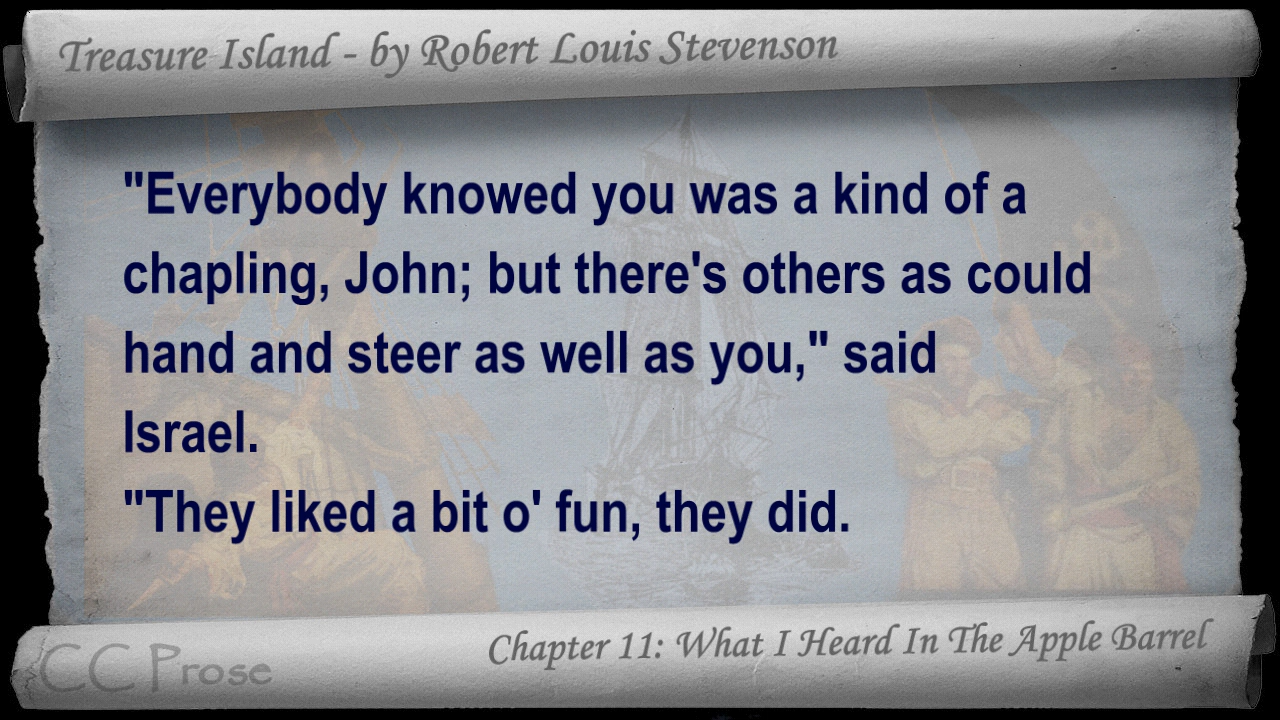 Treasure Island - by Robert Louis Stevenson
"Everybody knowed you was a kind of a
chapling, John; but there's others as could
hand and steer as well as you," said
Israel.
"They liked a bit o' fun, they did.
Chapter 11: What I Heard In The Apple Barrel
CC Prose